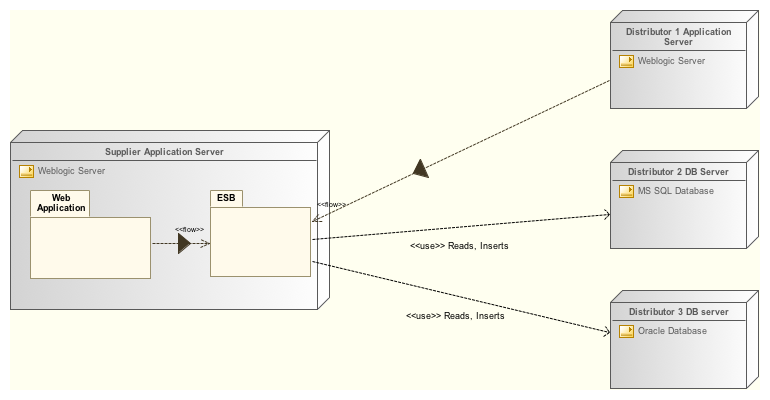 Distributor 1 Application
Server
Weblogic Server
Supplier Application Server
Weblogic Server
Web
Application
ESB
<<flow>>
<<flow>>
Distributor 2 DB Server
MS SQL Database
<<use>> Reads, Inserts
Distributor 3 DB server
Oracle Database
<<use>> Reads, Inserts